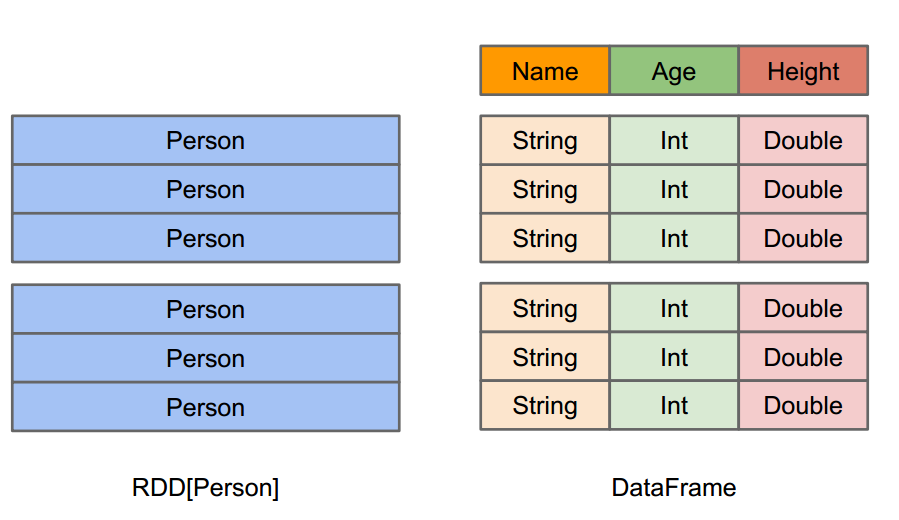 Name Age Height
Person
Person
Person
String Int Double
String Int Double
String Int Double
Person
Person
Person
String Int Double
String Int Double
String Int Double
RDD[Person]
DataFrame